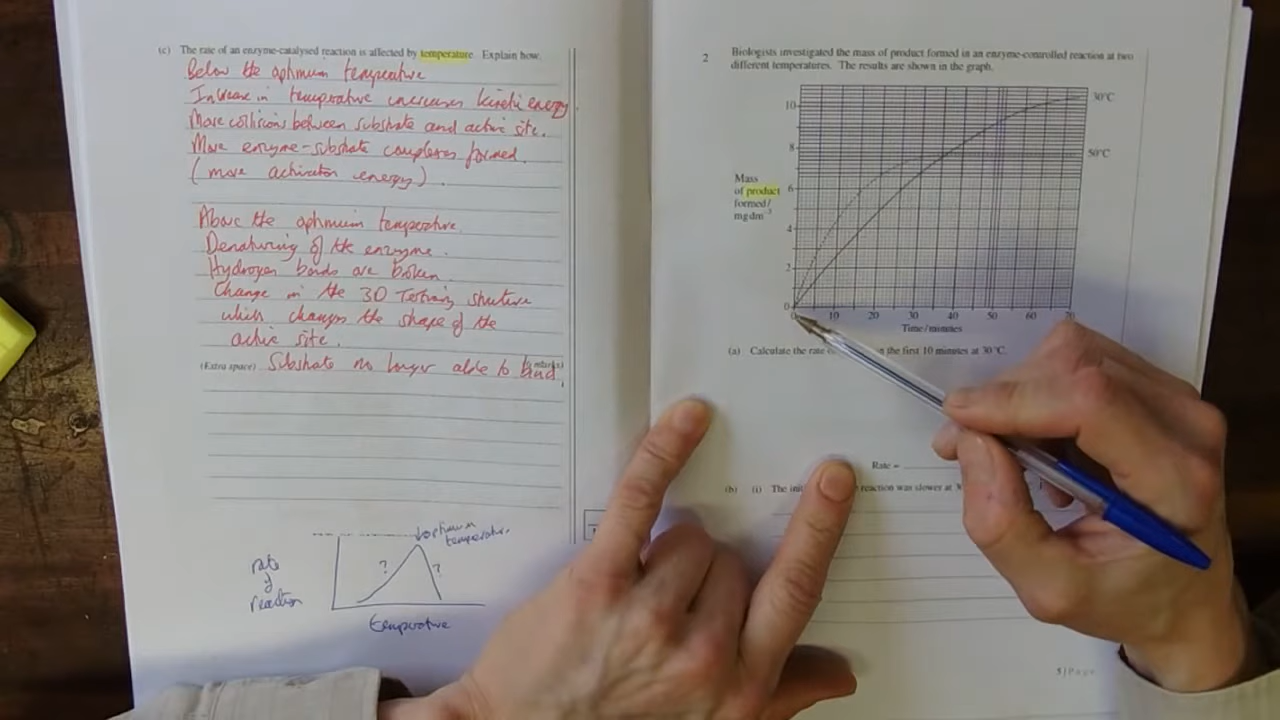 (c) The rate of an enzyme-catalysed reaction is affected by temperature. Explain how.
Below the optimum temperature
Increase in temperature increases kinetic energy
More collisions between substrate and active site.
More enzyme-substrate complexes formed.
(more activation energy).
Above the optimum temperature.
Denaturing of the enzyme.
Hydrogen bonds are broken.
Change in the 3D Tertiary structure
which changes the shape of the
active site.
(Extra space) Substrate no longer able to bind.
optimum
temperature.
? ?
rate
of
reaction
temperature
2 Biologists investigated the mass of product formed in an enzyme-controlled reaction at two
different temperatures. The results are shown in the graph.
10
30°C
8
50°C
Mass
of product
formed/
mg dm⁻³
6
4
2
0
0 10 20 30 40 50 60 70
Time/minutes
(a) Calculate the rate in the first 10 minutes at 30°C.
Rate =
(b) (i) The reaction was slower at
5 | Page